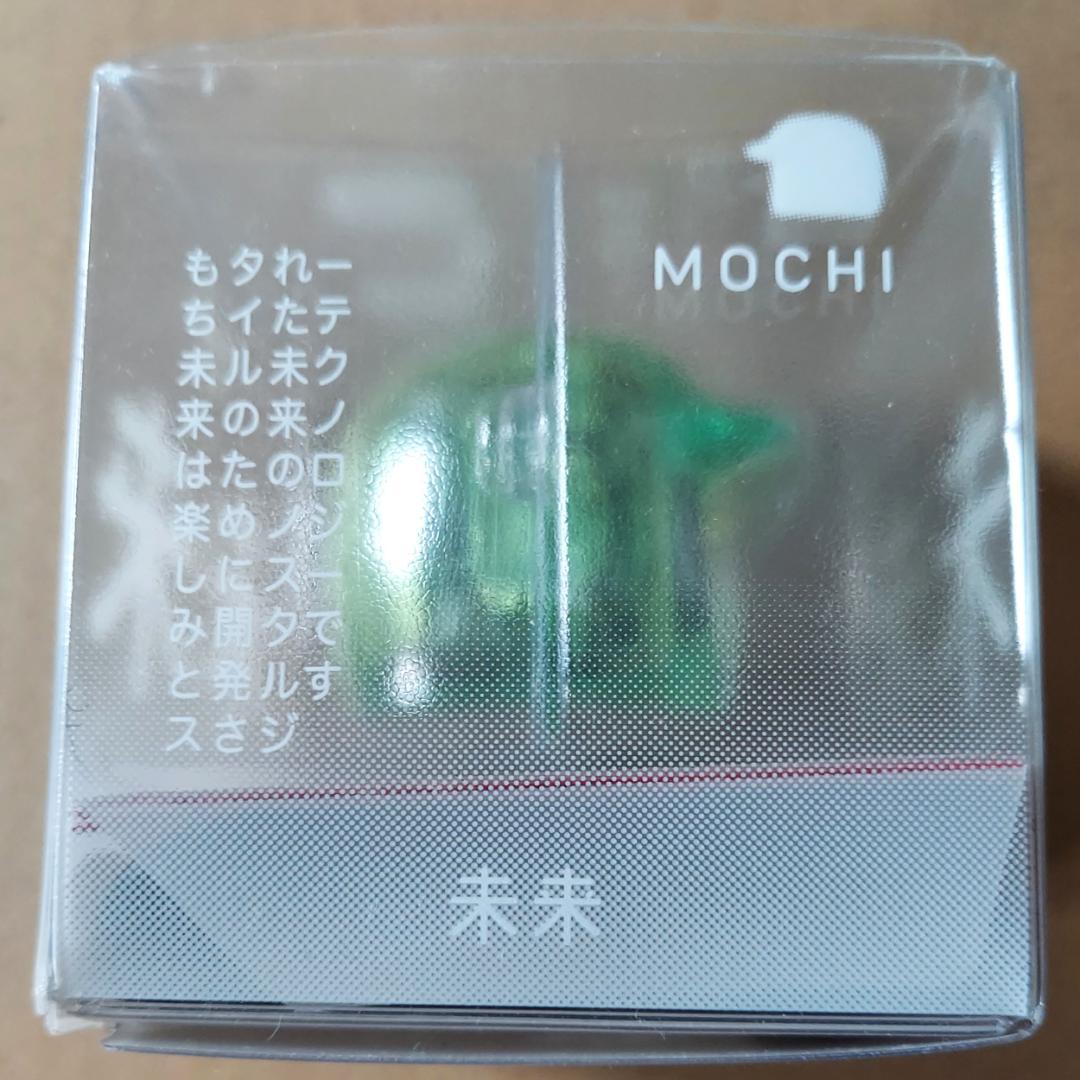 MOCHI
もち未来は楽しみとス
タイルのために開発さ
れた未来のノスタルジ
ーテクノロジーです
未来